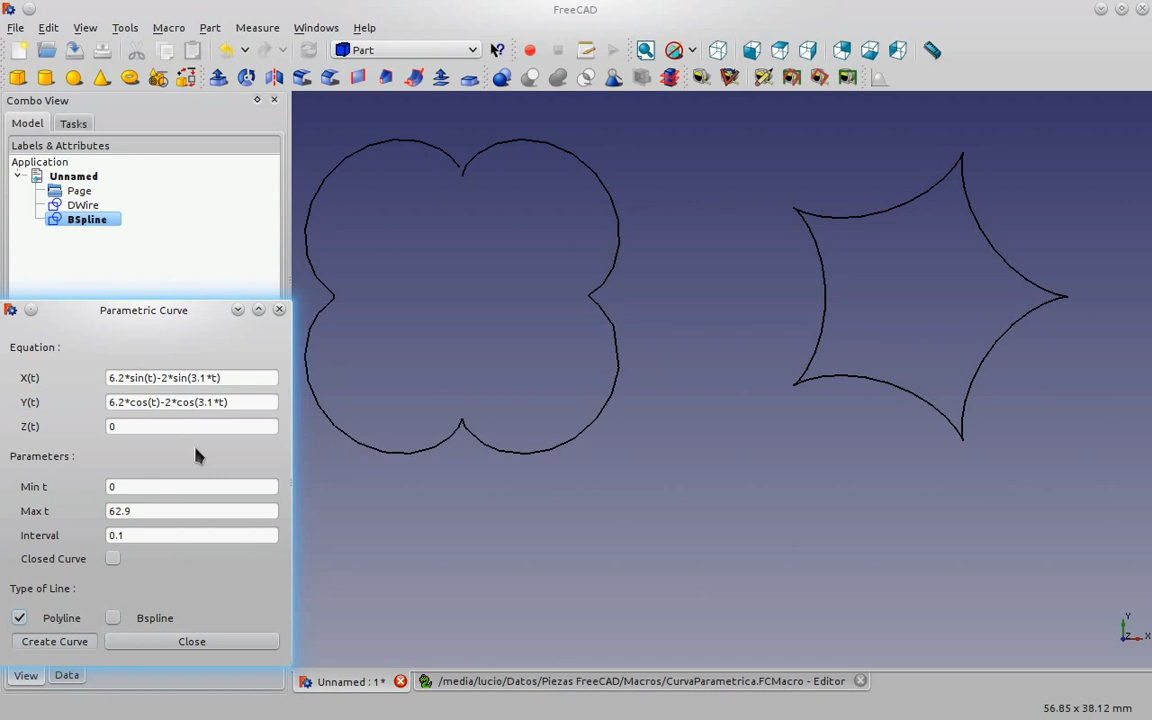 FreeCAD
File Edit View Tools Macro Part Measure Windows Help
Part
Combo View
Model Tasks
Labels & Attributes
Application
Unnamed
Page
DWire
BSpline
Parametric Curve
Equation :
X(t) 6.2*sin(t)-2*sin(3.1*t)
Y(t) 6.2*cos(t)-2*cos(3.1*t)
Z(t) 0
Parameters :
Min t 0
Max t 62.9
Interval 0.1
Closed Curve
Type of Line :
Polyline Bspline
Create Curve Close
Y
Z X
View Data
Unnamed : 1* /media/lucio/Datos/Piezas FreeCAD/Macros/CurvaParametrica.FCMacro - Editor
56.85 x 38.12 mm